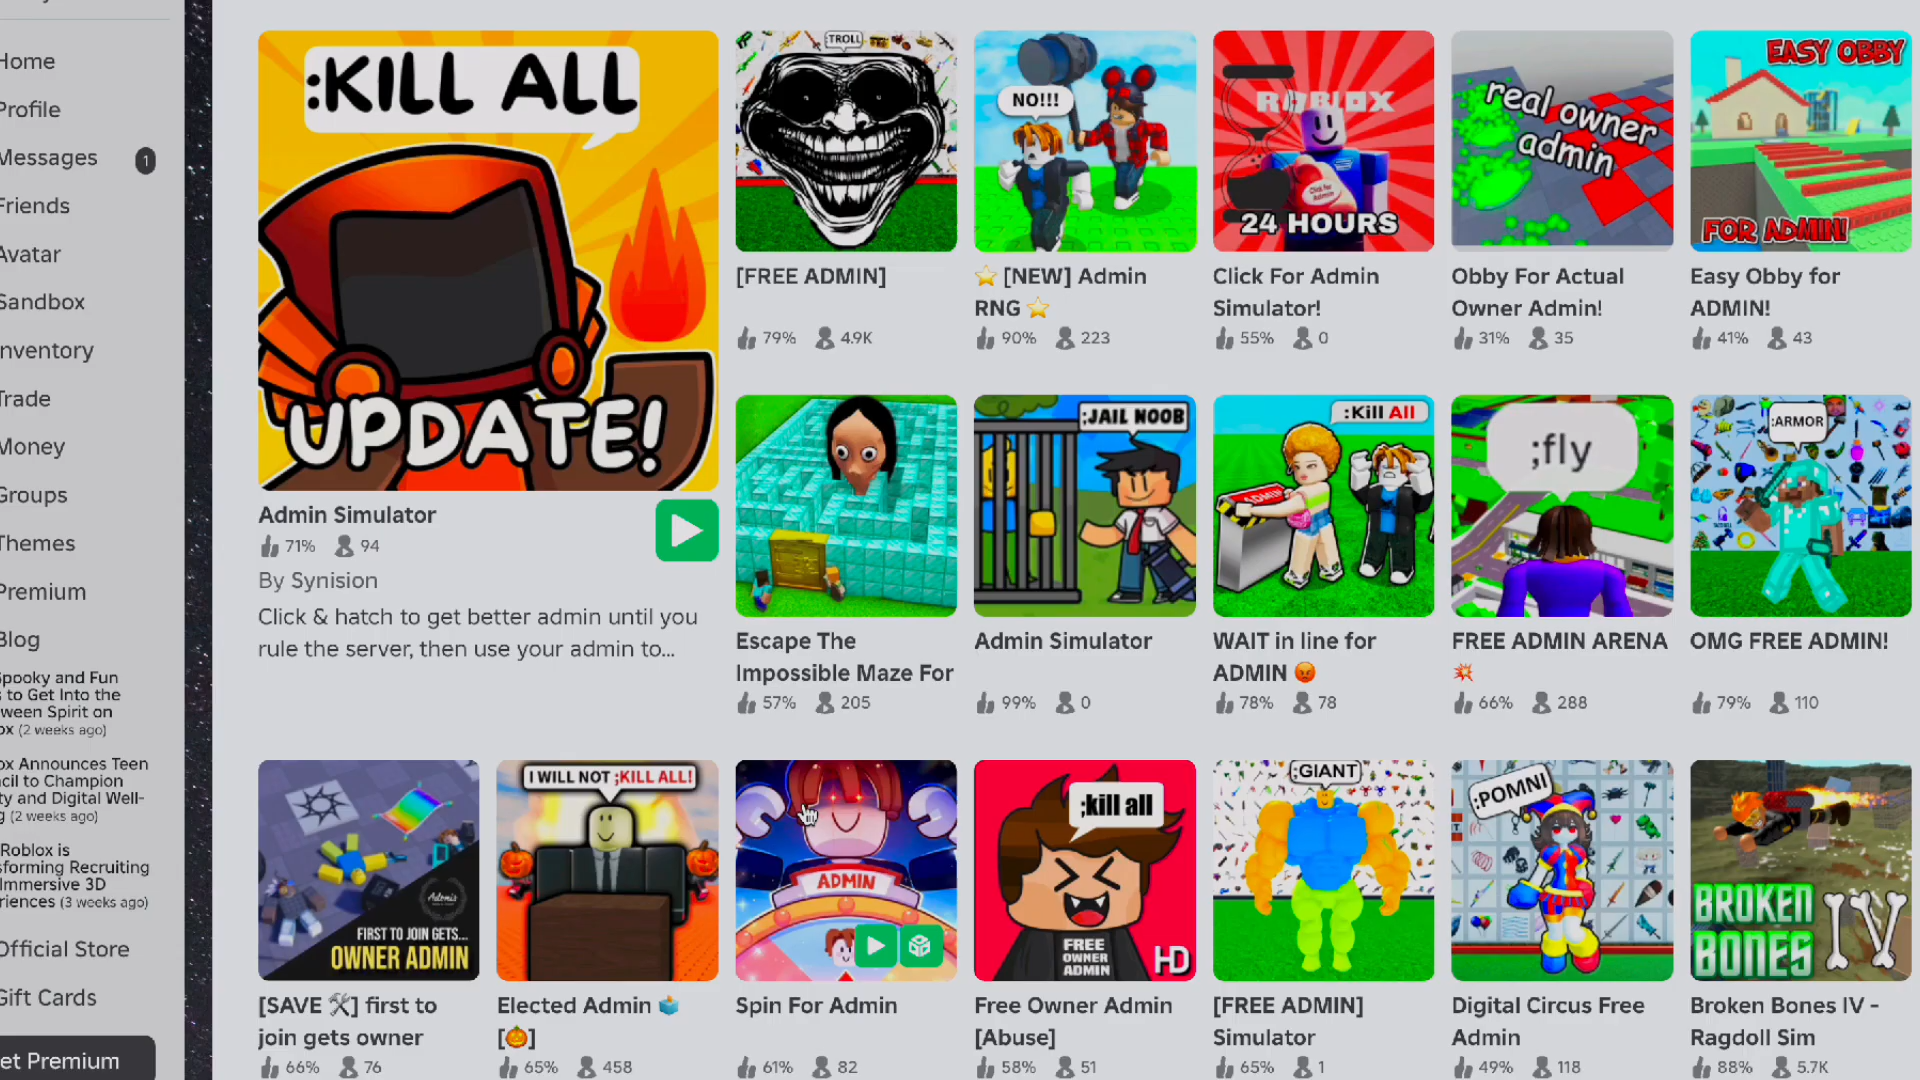 Home
Profile
Messages
1
Friends
Avatar
Sandbox
nventory
Trade
Money
Groups
Themes
Premium
Blog
Spooky and Fun
s to Get Into the
ween Spirit on
ox (2 weeks ago)
ox Announces Teen
cil to Champion
ty and Digital Well-
g (2 weeks ago)
Roblox is
sforming Recruiting
Immersive 3D
riences (3 weeks ago)
Official Store
Gift Cards
et Premium
:KILL ALL
UPDATE!
Admin Simulator
71% 94
By Synision
Click & hatch to get better admin until you
rule the server, then use your admin to...
:TROLL
[FREE ADMIN]
79% 4.9K
NO!!!
⭐ [NEW] Admin
RNG ⭐
90% 223
ROBLOX
Click for
Admin
24 HOURS
Click For Admin
Simulator!
55% 0
real owner
admin
Obby For Actual
Owner Admin!
31% 35
EASY OBBY
FOR ADMIN!
Easy Obby for
ADMIN!
41% 43
Escape The
Impossible Maze For
57% 205
:JAIL NOOB
Admin Simulator
99% 0
:Kill All
ADMIN
WAIT in line for
ADMIN 😡
78% 78
;fly
FREE ADMIN ARENA
💥
66% 288
:ARMOR
OMG FREE ADMIN!
79% 110
Adonis
FIRST TO JOIN GETS...
OWNER ADMIN
[SAVE 🛠️] first to
join gets owner
66% 76
I WILL NOT ;KILL ALL!
Elected Admin 🗳️
[🎃]
65% 458
ADMIN
Spin For Admin
61% 82
;kill all
FREE
OWNER
ADMIN
HD
Free Owner Admin
[Abuse]
58% 51
:GIANT
[FREE ADMIN]
Simulator
65% 1
:POMNI
Digital Circus Free
Admin
49% 118
BROKEN
BONES IV
Broken Bones IV -
Ragdoll Sim
88% 5.7K